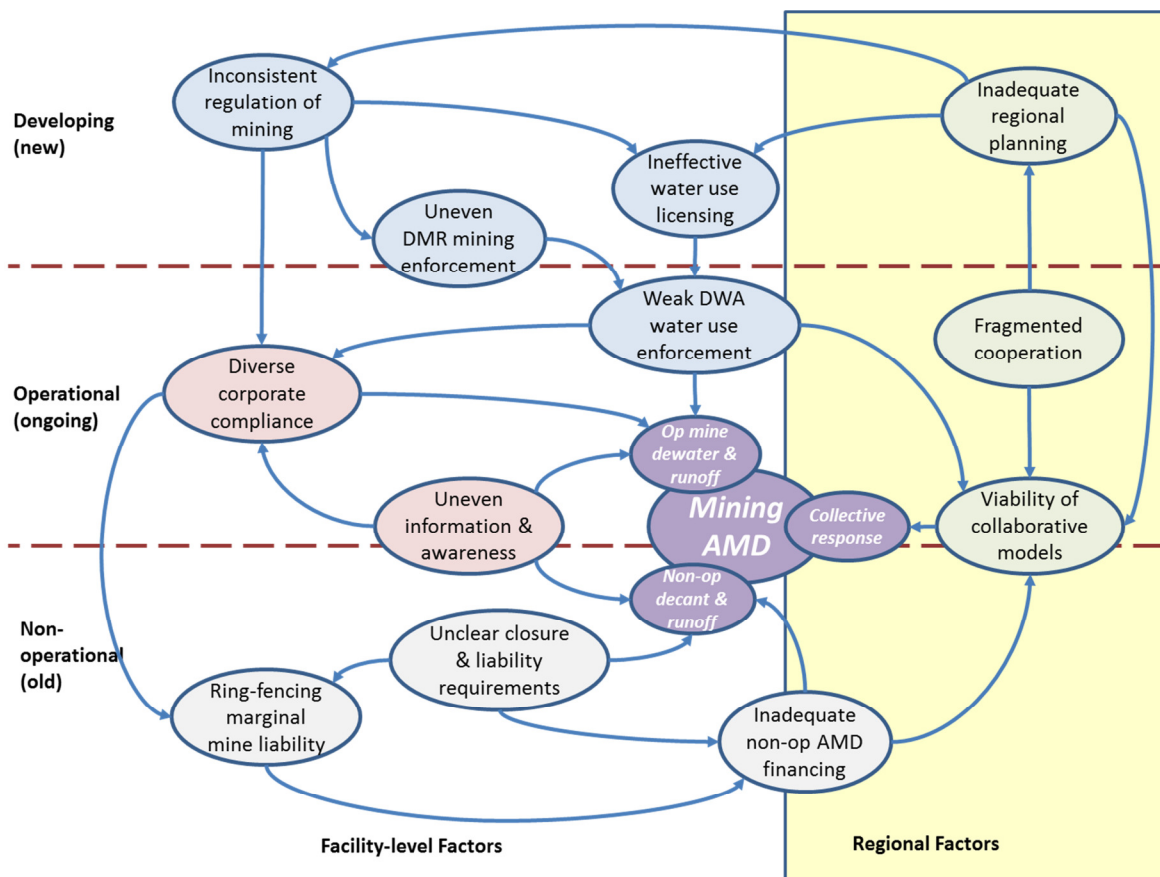 Developing
(new)
Inconsistent
regulation of
mining
Inadequate
regional
planning
Ineffective
water use
licensing
Uneven
DMR mining
enforcement
Operational
(ongoing)
Weak DWA
water use
enforcement
Fragmented
cooperation
Diverse
corporate
compliance
Op mine
dewater &
runoff
Uneven
information &
awareness
Mining
AMD
Collective
response
Viability of
collaborative
models
Non-op
decant &
runoff
Non-
operational
(old)
Unclear closure
& liability
requirements
Ring-fencing
marginal
mine liability
Inadequate
non-op AMD
financing
Facility-level Factors
Regional Factors